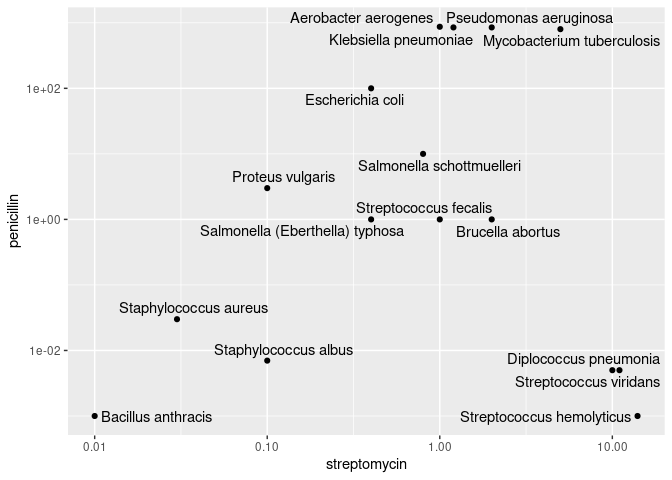 Aerobacter aerogenes
Pseudomonas aeruginosa
Klebsiella pneumoniae
Mycobacterium tuberculosis
1e+02
Escherichia coli
Salmonella schottmuelleri
Proteus vulgaris
Streptococcus fecalis
1e+00
Salmonella (Eberthella) typhosa
Brucella abortus
penicillin
Staphylococcus aureus
Staphylococcus albus
1e-02
Diplococcus pneumonia
Streptococcus viridans
Bacillus anthracis
Streptococcus hemolyticus
0.01
0.10
1.00
10.00
streptomycin